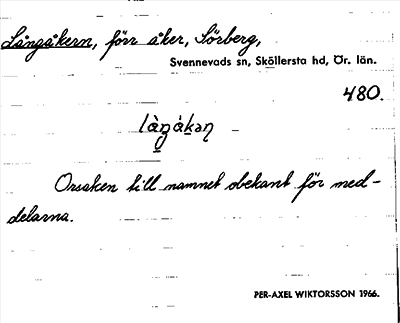 Långåkern, förr åker, Sörberg,
Svennevads sn, Sköllersta hd, Ör. län.
480.
Orsaken till namnet obekant för med-
delarna.
PER-AXEL WIKTORSSON 1966.